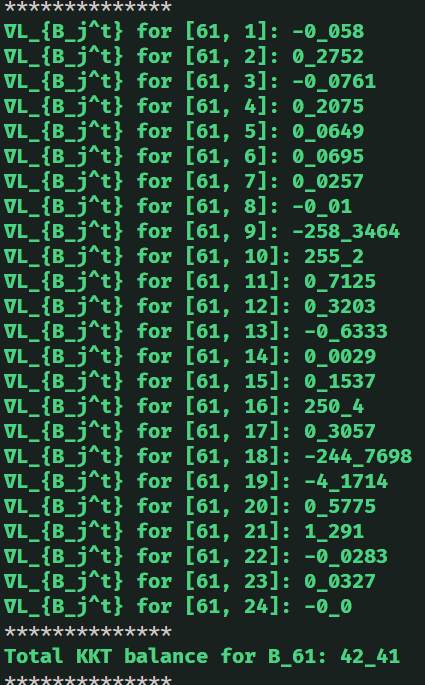 **************
∇L_{B_j^t} for [61, 1]: -0_058
∇L_{B_j^t} for [61, 2]: 0_2752
∇L_{B_j^t} for [61, 3]: -0_0761
∇L_{B_j^t} for [61, 4]: 0_2075
∇L_{B_j^t} for [61, 5]: 0_0649
∇L_{B_j^t} for [61, 6]: 0_0695
∇L_{B_j^t} for [61, 7]: 0_0257
∇L_{B_j^t} for [61, 8]: -0_01
∇L_{B_j^t} for [61, 9]: -258_3464
∇L_{B_j^t} for [61, 10]: 255_2
∇L_{B_j^t} for [61, 11]: 0_7125
∇L_{B_j^t} for [61, 12]: 0_3203
∇L_{B_j^t} for [61, 13]: -0_6333
∇L_{B_j^t} for [61, 14]: 0_0029
∇L_{B_j^t} for [61, 15]: 0_1537
∇L_{B_j^t} for [61, 16]: 250_4
∇L_{B_j^t} for [61, 17]: 0_3057
∇L_{B_j^t} for [61, 18]: -244_7698
∇L_{B_j^t} for [61, 19]: -4_1714
∇L_{B_j^t} for [61, 20]: 0_5775
∇L_{B_j^t} for [61, 21]: 1_291
∇L_{B_j^t} for [61, 22]: -0_0283
∇L_{B_j^t} for [61, 23]: 0_0327
∇L_{B_j^t} for [61, 24]: -0_0
**************
Total KKT balance for B_61: 42_41
**************